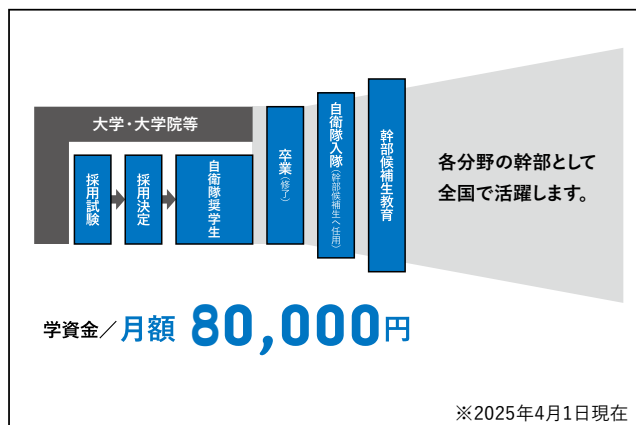 大学・大学院等
採用試験
採用決定
自衛隊奨学生
卒業(修了)
自衛隊入隊(幹部候補生へ任用)
幹部候補生教育
各分野の幹部として
全国で活躍します。
学資金／月額 80,000円
※2025年4月1日現在